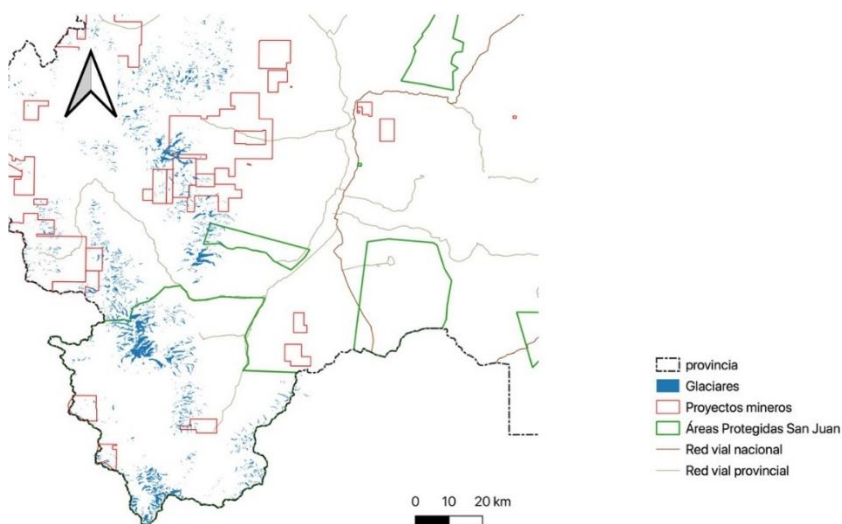 provincia
Glaciares
Proyectos mineros
Áreas Protegidas San Juan
Red vial nacional
Red vial provincial
0 10 20 km